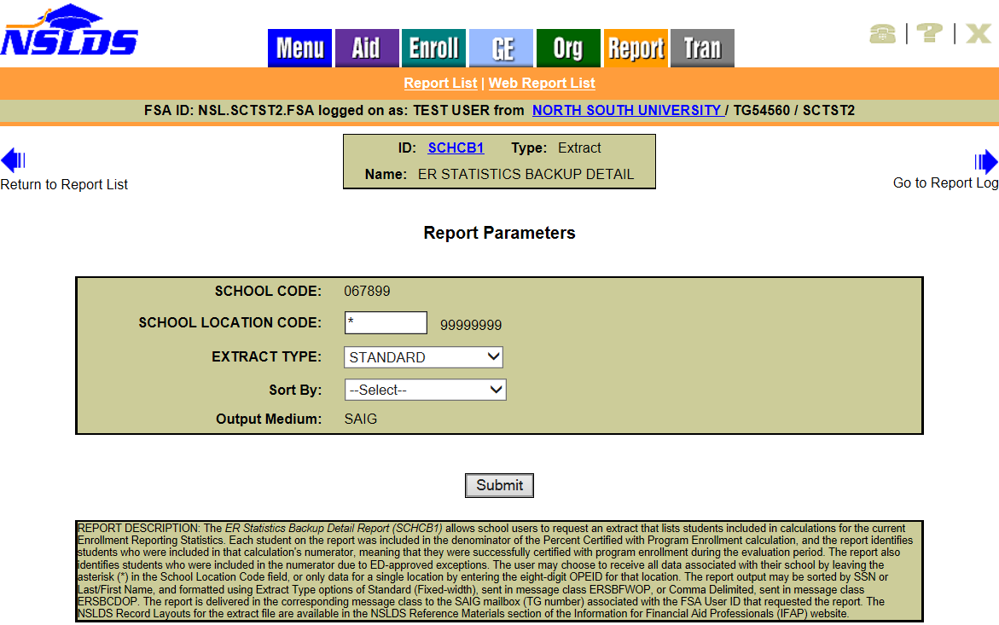 NSLDS
Menu Aid Enroll GE Org Report Tran
Report List | Web Report List
FSA ID: NSL.SCTST2.FSA logged on as: TEST USER from NORTH SOUTH UNIVERSITY / TG54560 / SCTST2
ID: SCHCB1 Type: Extract
Name: ER STATISTICS BACKUP DETAIL
Return to Report List
Go to Report Log
Report Parameters
SCHOOL CODE: 067899
SCHOOL LOCATION CODE: * 99999999
EXTRACT TYPE: STANDARD
Sort By: --Select--
Output Medium: SAIG
Submit
REPORT DESCRIPTION: The ER Statistics Backup Detail Report (SCHCB1) allows school users to request an extract that lists students included in calculations for the current
Enrollment Reporting Statistics. Each student on the report was included in the denominator of the Percent Certified with Program Enrollment calculation, and the report identifies
students who were included in that calculation's numerator, meaning that they were successfully certified with program enrollment during the evaluation period. The report also
identifies students who were included in the numerator due to ED-approved exceptions. The user may choose to receive all data associated with their school by leaving the
asterisk (*) in the School Location Code field, or only data for a single location by entering the eight-digit OPEID for that location. The report output may be sorted by SSN or
Last/First Name, and formatted using Extract Type options of Standard (Fixed-width), sent in message class ERSBFWOP, or Comma Delimited, sent in message class
ERSBCDOP. The report is delivered in the corresponding message class to the SAIG mailbox (TG number) associated with the FSA User ID that requested the report. The
NSLDS Record Layouts for the extract file are available in the NSLDS Reference Materials section of the Information for Financial Aid Professionals (IFAP) website.